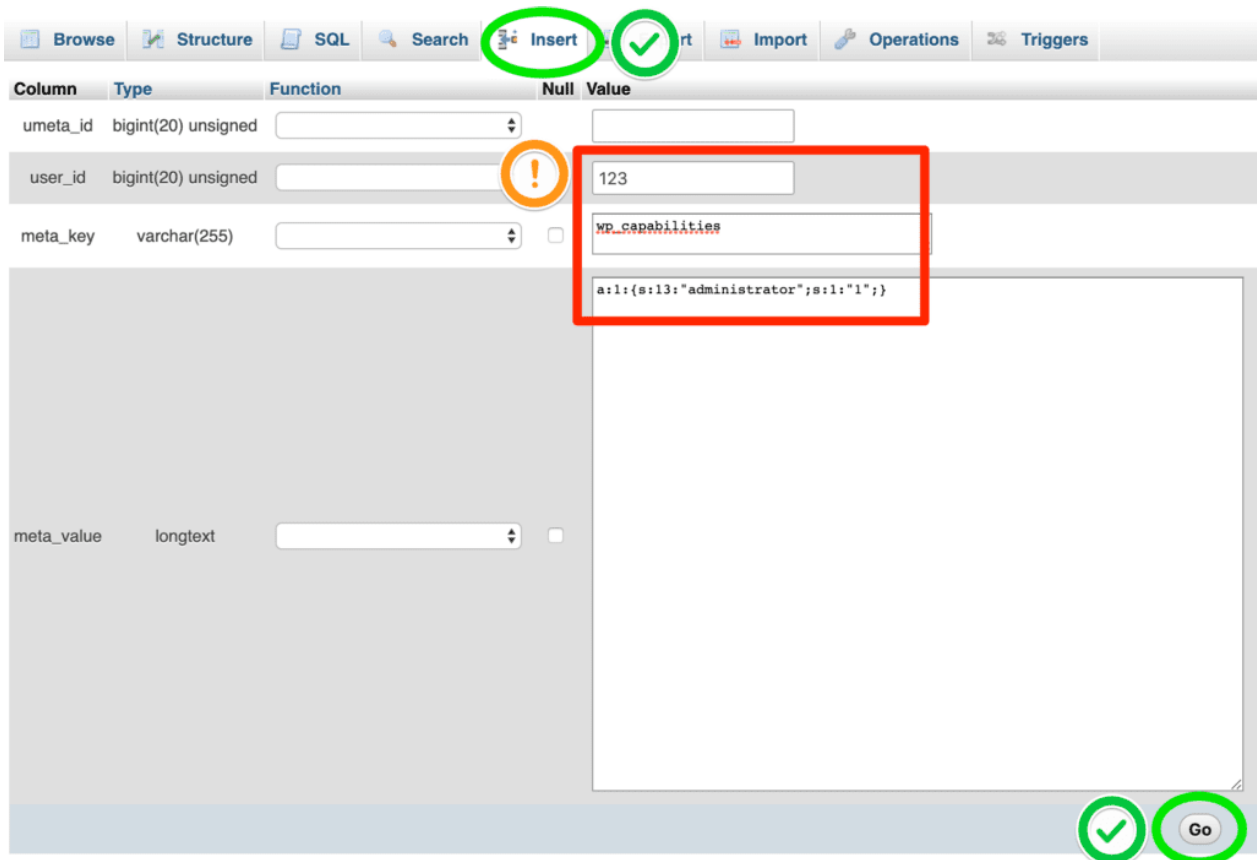 Browse Structure SQL Search Insert rt Import Operations Triggers
Column Type Function Null Value
umeta_id bigint(20) unsigned
user_id bigint(20) unsigned ! 123
meta_key varchar(255) wp_capabilities
a:1:{s:13:"administrator";s:1:"1";}
meta_value longtext
Go